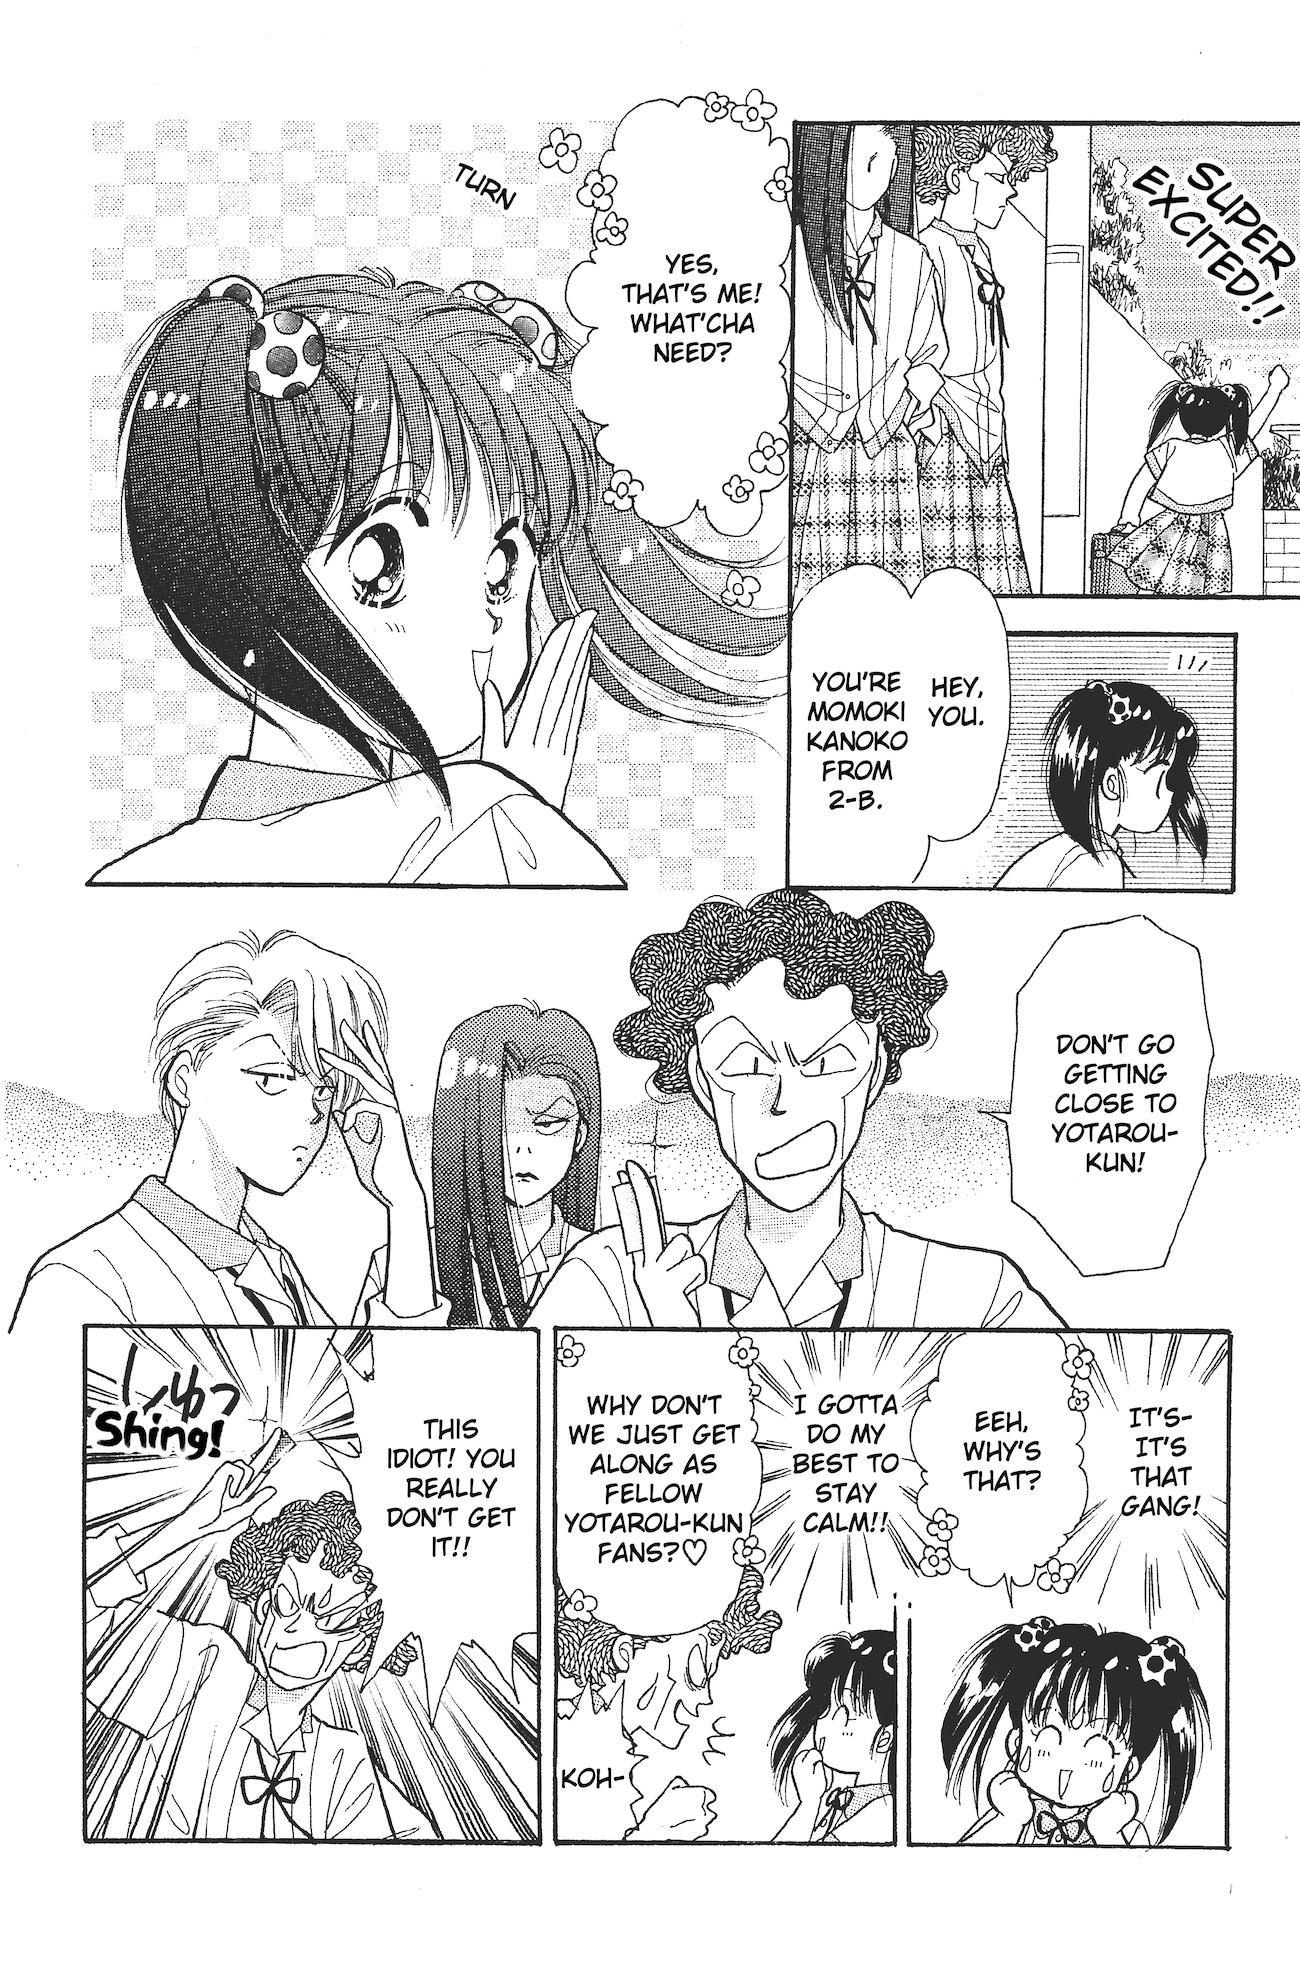 SUPER
EXCITED!!
HEY,
YOU.
YOU'RE
MOMOKI
KANOKO
FROM
2-B.
TURN
YES,
THAT'S ME!
WHAT'CHA
NEED?
DON'T GO
GETTING
CLOSE TO
YOTAROU-
KUN!
IT'S-
IT'S
THAT
GANG!
EEH,
WHY'S
THAT?
I GOTTA
DO MY
BEST TO
STAY
CALM!!
WHY DON'T
WE JUST GET
ALONG AS
FELLOW
YOTAROU-KUN
FANS?♡
KOH-
THIS
IDIOT! YOU
REALLY
DON'T GET
IT!!
しゅっ
Shing!